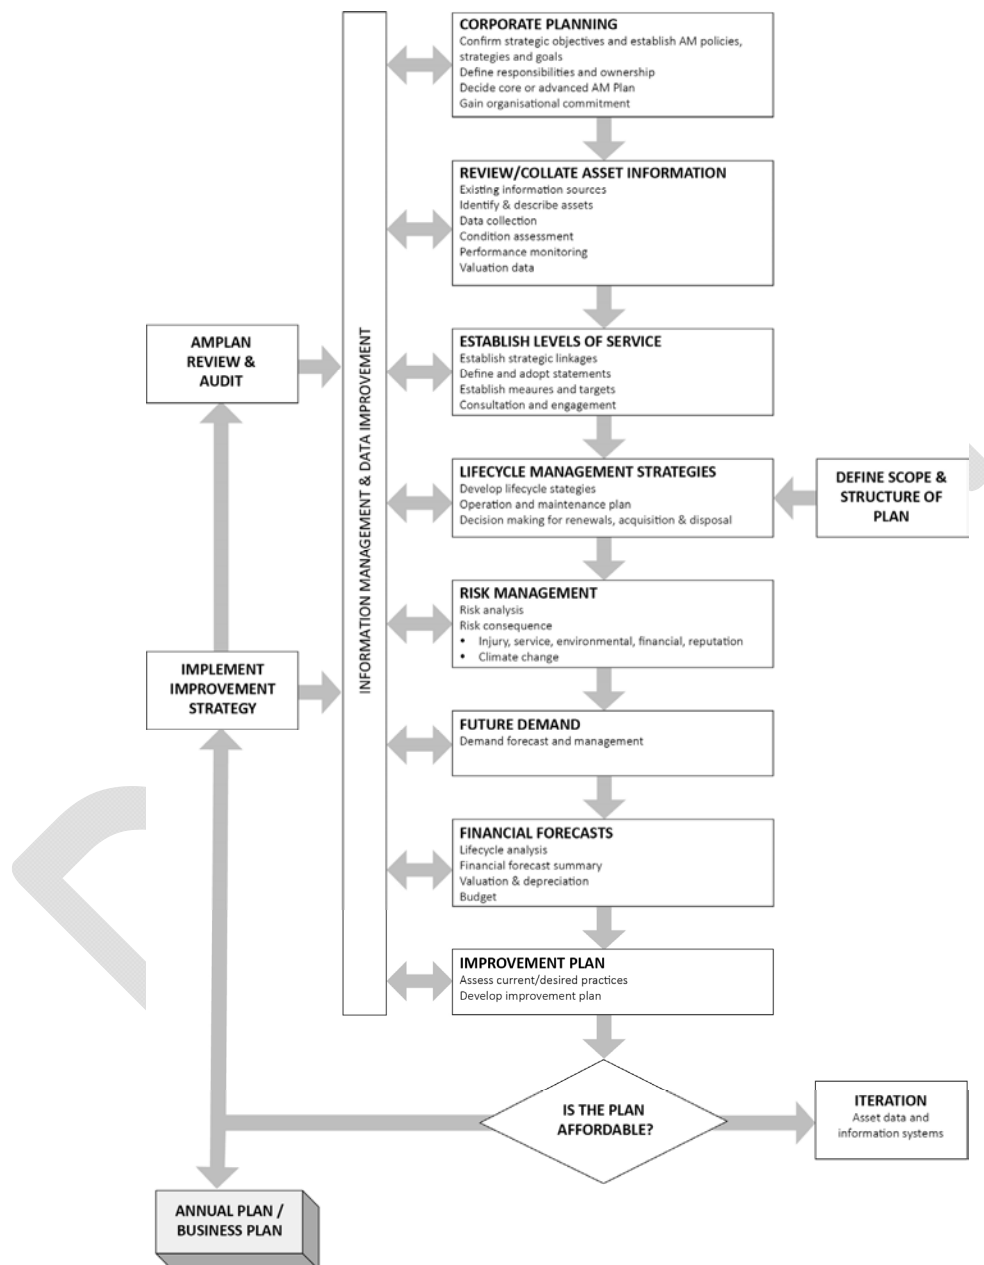 CORPORATE PLANNING
Confirm strategic objectives and establish AM policies,
strategies and goals
Define responsibilities and ownership
Decide core or advanced AM Plan
Gain organisational commitment
REVIEW/COLLATE ASSET INFORMATION
Existing information sources
Identify & describe assets
Data collection
Condition assessment
Performance monitoring
Valuation data
ESTABLISH LEVELS OF SERVICE
Establish strategic linkages
Define and adopt statements
Establish meaures and targets
Consultation and engagement
LIFECYCLE MANAGEMENT STRATEGIES
Develop lifecycle stategies
Operation and maintenance plan
Decision making for renewals, acquisition & disposal
DEFINE SCOPE &
STRUCTURE OF
PLAN
RISK MANAGEMENT
Risk analysis
Risk consequence
• Injury, service, environmental, financial, reputation
• Climate change
FUTURE DEMAND
Demand forecast and management
FINANCIAL FORECASTS
Lifecycle analysis
Financial forecast summary
Valuation & depreciation
Budget
IMPROVEMENT PLAN
Assess current/desired practices
Develop improvement plan
INFORMATION MANAGEMENT & DATA IMPROVEMENT
AMPLAN
REVIEW &
AUDIT
IMPLEMENT
IMPROVEMENT
STRATEGY
IS THE PLAN
AFFORDABLE?
ITERATION
Asset data and
information systems
ANNUAL PLAN /
BUSINESS PLAN